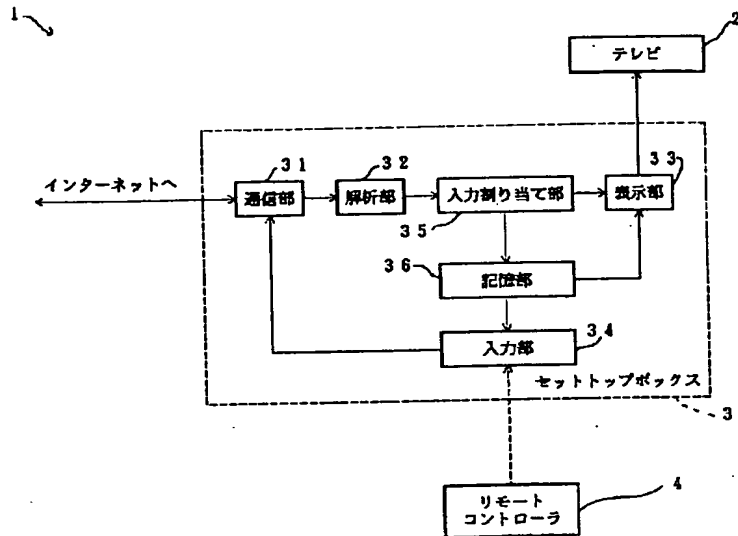 1
2
テレビ
31
32
33
インターネットへ
通信部
解析部
入力割り当て部
表示部
35
36
記憶部
34
入力部
セットトップボックス
3
4
リモート
コントローラ